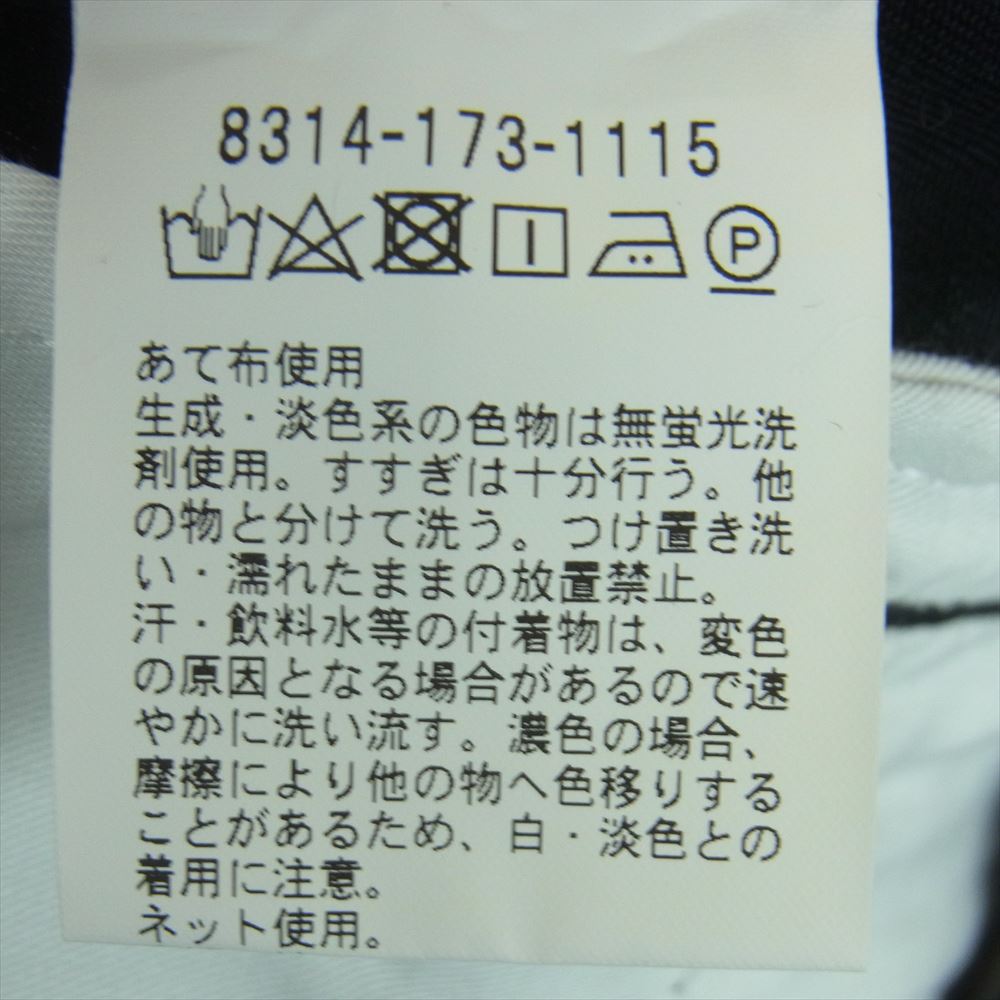 8314-173-1115
P
あて布使用
生成・淡色系の色物は無蛍光洗
剤使用。すすぎは十分行う。他
の物と分けて洗う。つけ置き洗
い・濡れたままの放置禁止。
汗・飲料水等の付着物は、変色
の原因となる場合があるので速
やかに洗い流す。濃色の場合、
摩擦により他の物へ色移りする
ことがあるため、白・淡色との
着用に注意。
ネット使用。